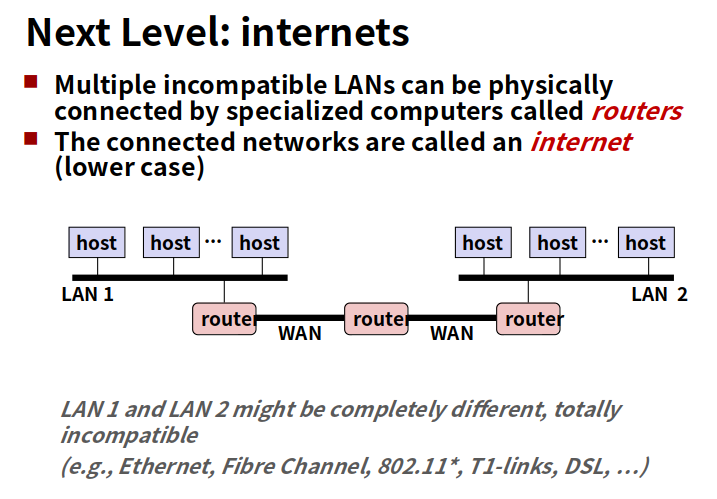 Next Level: internets
Multiple incompatible LANs can be physically
connected by specialized computers called routers
The connected networks are called an internet
(lower case)
host host ... host host host ... host
LAN 1 LAN 2
router router router
WAN WAN
LAN 1 and LAN 2 might be completely different, totally
incompatible
(e.g., Ethernet, Fibre Channel, 802.11*, T1-links, DSL, …)